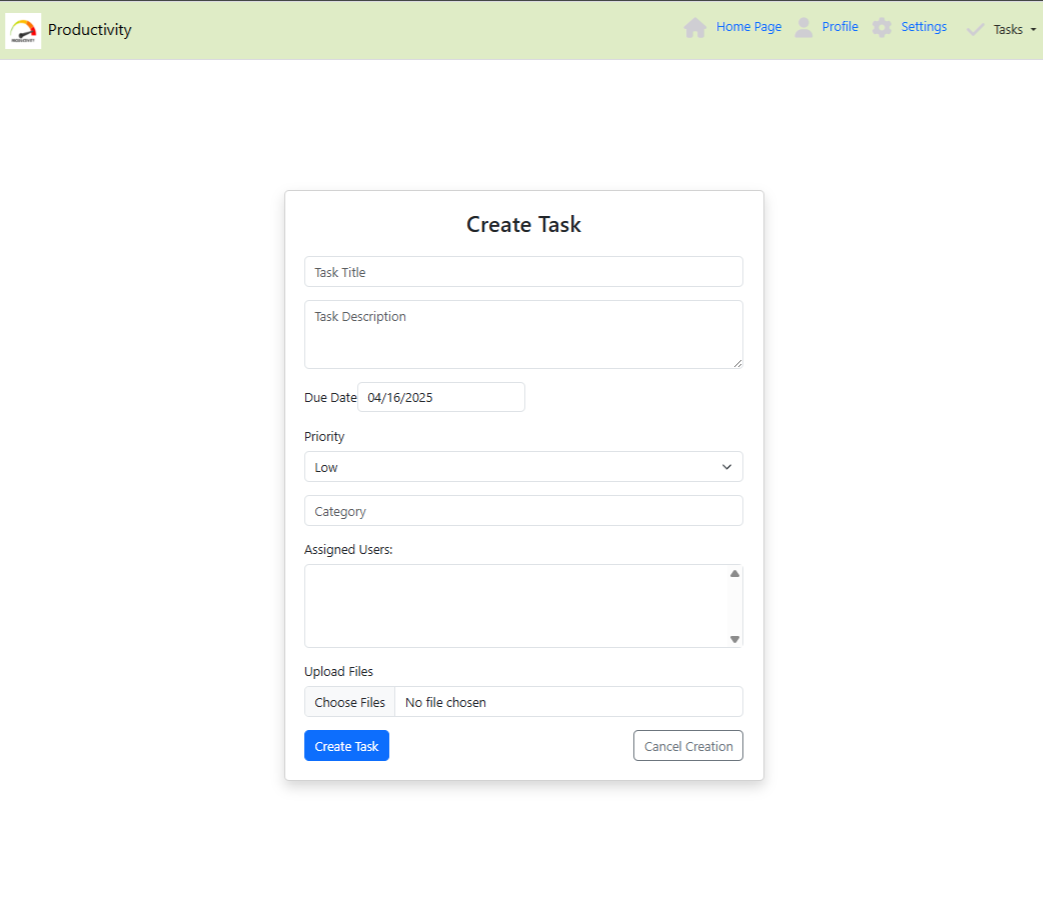 Productivity Home Page Profile Settings Tasks
PRODUCTIVITY
Create Task
Task Title
Task Description
Due Date 04/16/2025
Priority
Low
Category
Assigned Users:
Upload Files
Choose Files No file chosen
Create Task Cancel Creation